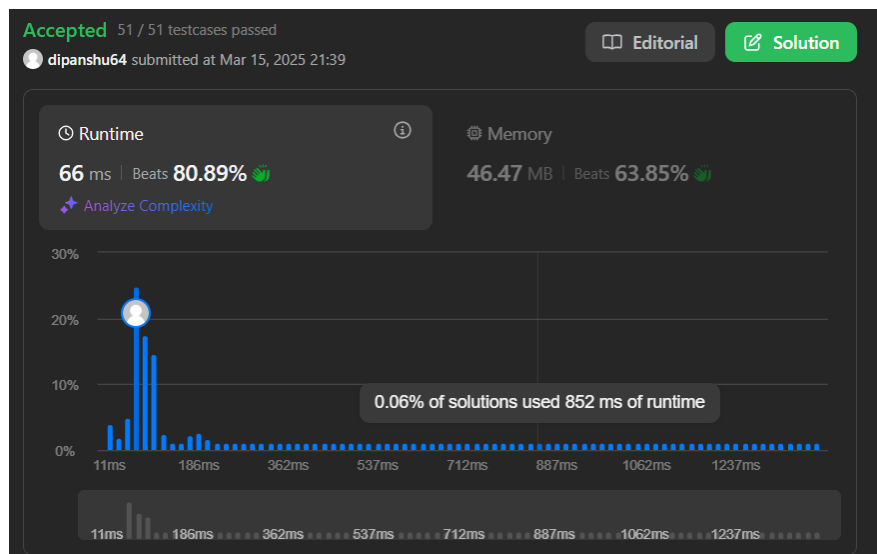 Accepted 51 / 51 testcases passed
Editorial
Solution
dipanshu64 submitted at Mar 15, 2025 21:39
Runtime
66 ms | Beats 80.89%
Analyze Complexity
Memory
46.47 MB | Beats 63.85%
30%
20%
10%
0%
0.06% of solutions used 852 ms of runtime
11ms 186ms 362ms 537ms 712ms 887ms 1062ms 1237ms
11ms 186ms 362ms 537ms 712ms 887ms 1062ms 1237ms